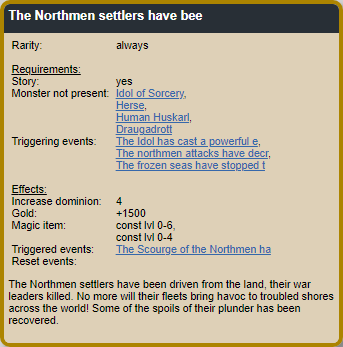 The Northmen settlers have bee
Rarity: always
Requirements:
Story: yes
Monster not present: Idol of Sorcery,
Herse,
Human Huskarl,
Draugadrott
Triggering events: The Idol has cast a powerful e,
The northmen attacks have decr,
The frozen seas have stopped t
Effects:
Increase dominion: 4
Gold: +1500
Magic item: const lvl 0-6,
const lvl 0-4
Triggered events: The Scourge of the Northmen ha
Reset events:
The Northmen settlers have been driven from the land, their war
leaders killed. No more will their fleets bring havoc to troubled shores
across the world! Some of the spoils of their plunder has been
recovered.